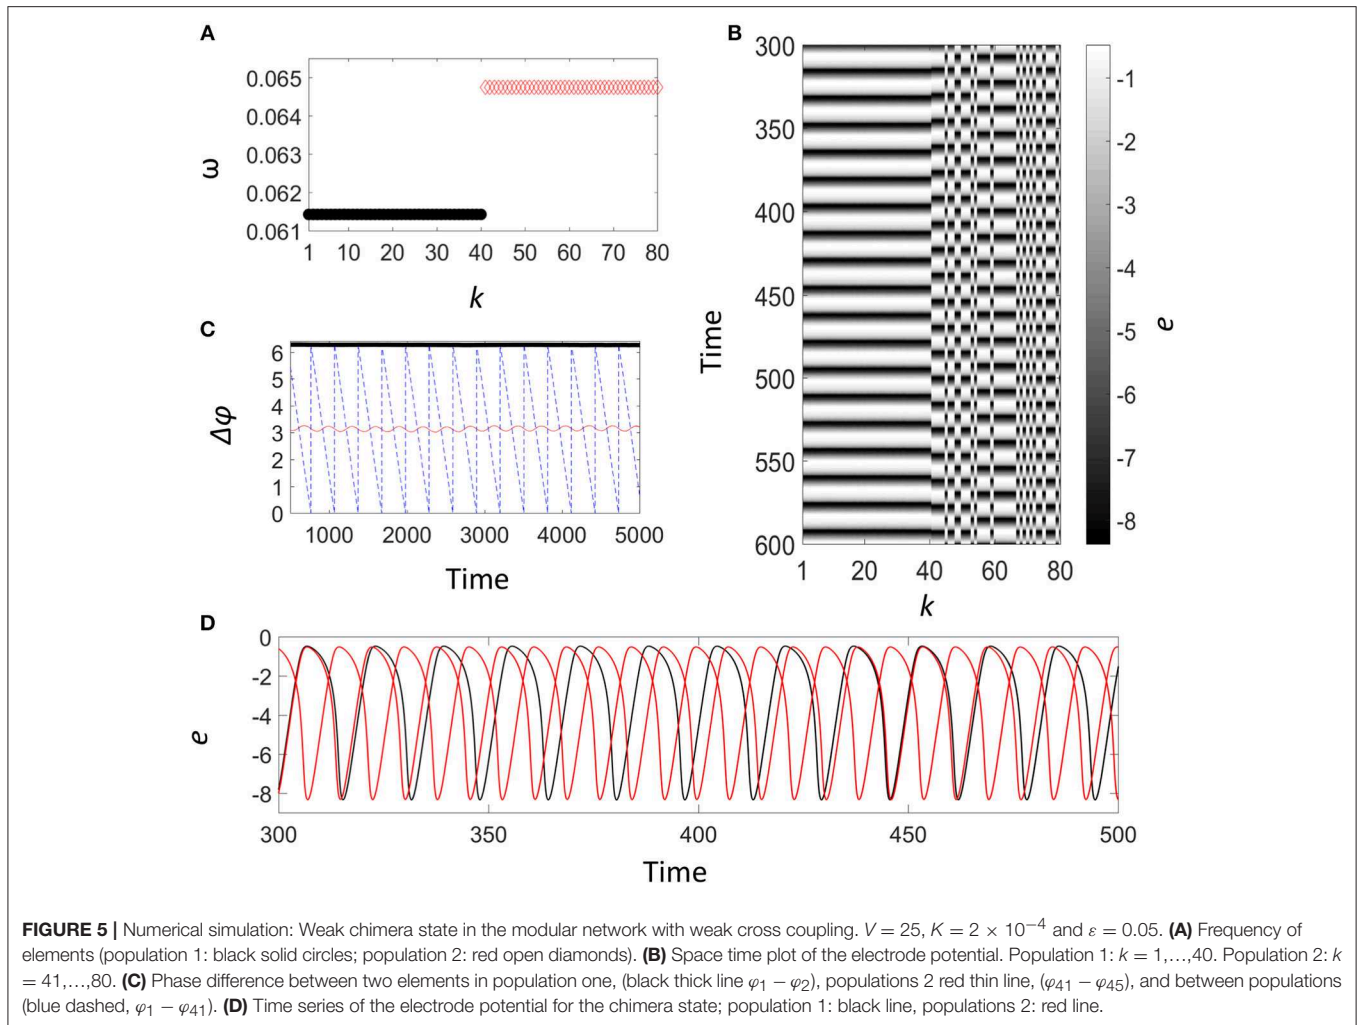 A
0.065
0.064
0.063
0.062
0.061
ω
1 10 20 30 40 50 60 70 80
k
B
300
350
400
450
500
550
600
Time
1 20 40 60 80
k
-1
-2
-3
-4
-5
-6
-7
-8
e
C
6
5
4
3
2
1
0
Δφ
1000 2000 3000 4000 5000
Time
D
0
-2
-4
-6
-8
e
300 350 400 450 500
Time
FIGURE 5 | Numerical simulation: Weak chimera state in the modular network with weak cross coupling. V = 25, K = 2 × 10⁻⁴ and ε = 0.05. (A) Frequency of
elements (population 1: black solid circles; population 2: red open diamonds). (B) Space time plot of the electrode potential. Population 1: k = 1,...,40. Population 2: k
= 41,...,80. (C) Phase difference between two elements in population one, (black thick line φ₁ − φ₂), populations 2 red thin line, (φ₄₁ − φ₄₅), and between populations
(blue dashed, φ₁ − φ₄₁). (D) Time series of the electrode potential for the chimera state; population 1: black line, populations 2: red line.